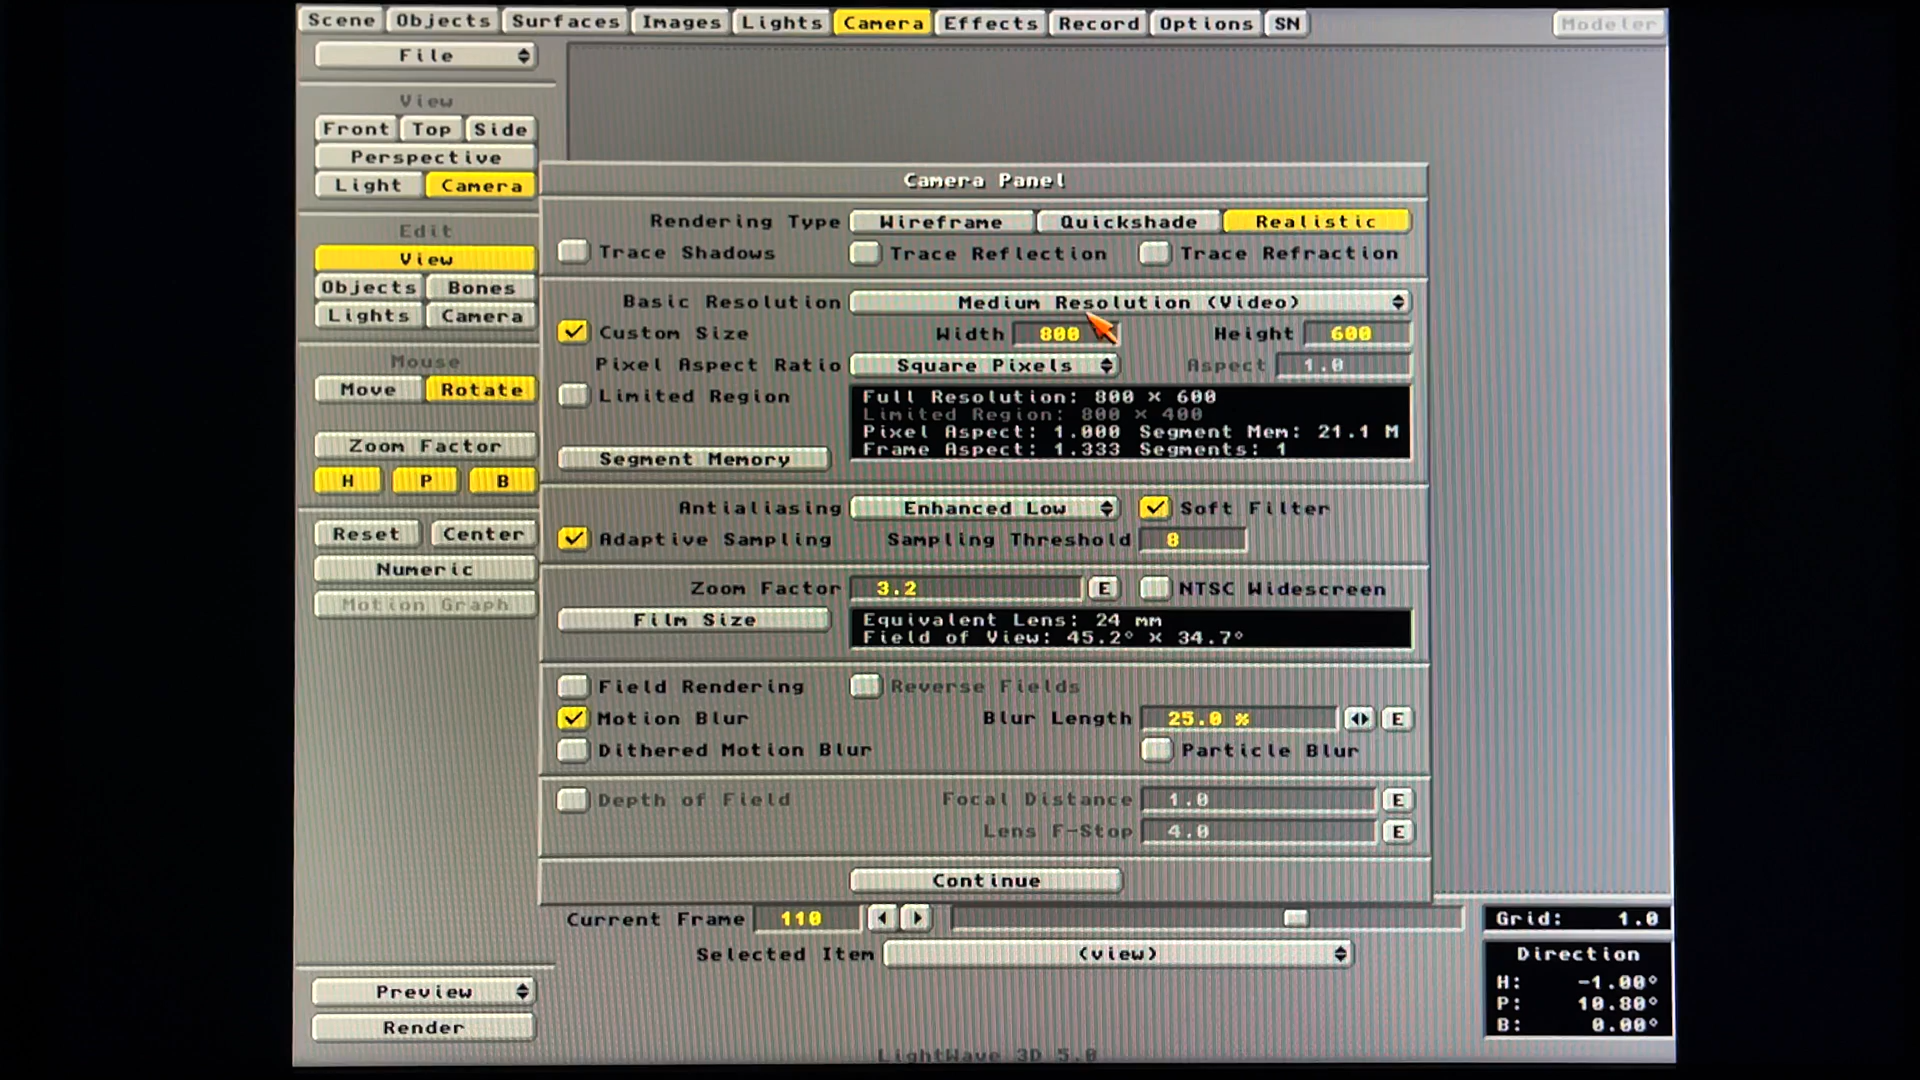 Scene Objects Surfaces Images Lights Camera Effects Record Options SN Modeler
File
View
Front Top Side
Perspective
Light Camera
Edit
View
Objects Bones
Lights Camera
Mouse
Move Rotate
Zoom Factor
H P B
Reset Center
Numeric
Motion Graph
Camera Panel
Rendering Type Wireframe Quickshade Realistic
Trace Shadows Trace Reflection Trace Refraction
Basic Resolution Medium Resolution (Video)
Custom Size Width 800 Height 600
Pixel Aspect Ratio Square Pixels Aspect 1.0
Limited Region
Full Resolution: 800 × 600
Limited Region: 800 × 400
Pixel Aspect: 1.000 Segment Mem: 21.1 M
Frame Aspect: 1.333 Segments: 1
Segment Memory
Antialiasing Enhanced Low Soft Filter
Adaptive Sampling Sampling Threshold 8
Zoom Factor 3.2 E NTSC Widescreen
Film Size
Equivalent Lens: 24 mm
Field of View: 45.2° × 34.7°
Field Rendering Reverse Fields
Motion Blur Blur Length 25.0 % E
Dithered Motion Blur Particle Blur
Depth of Field Focal Distance 1.0 E
Lens F-Stop 4.0 E
Continue
Current Frame 110
Selected Item (view)
Grid: 1.0
Direction
H: -1.00°
P: 10.80°
B: 0.00°
Preview
Render
LightWave 3D 5.0